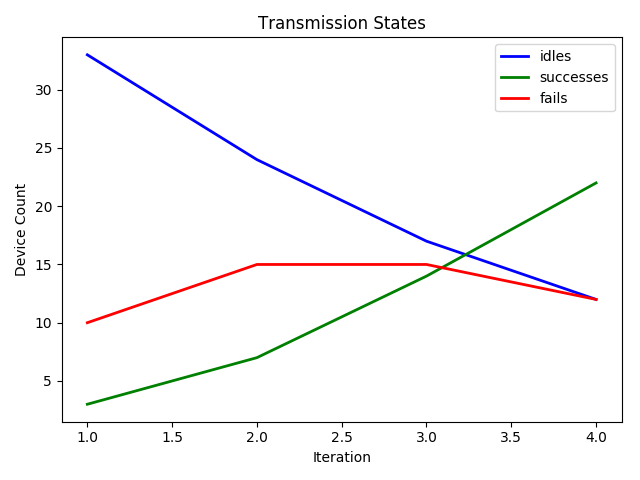 Transmission States
idles
successes
fails
Device Count
30
25
20
15
10
5
1.0 1.5 2.0 2.5 3.0 3.5 4.0
Iteration